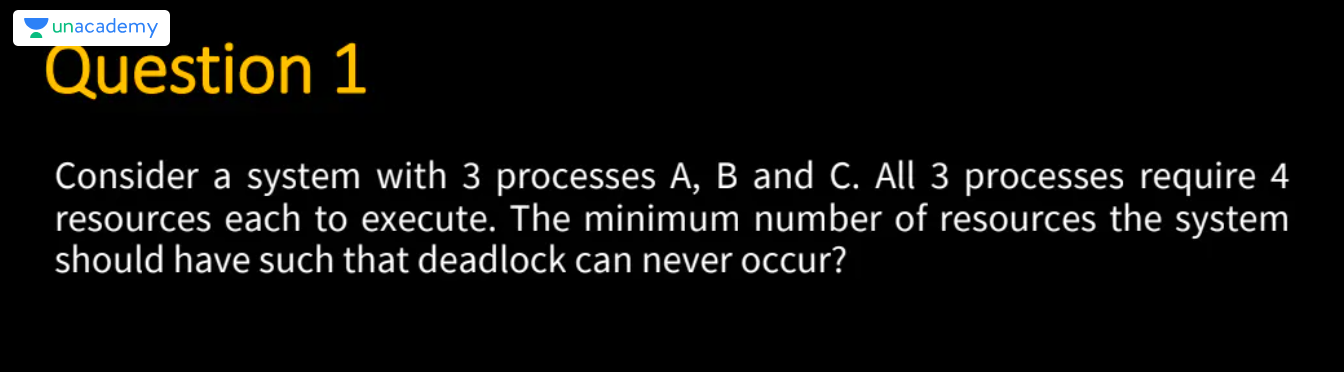 unacademy
Question 1
Consider a system with 3 processes A, B and C. All 3 processes require 4
resources each to execute. The minimum number of resources the system
should have such that deadlock can never occur?